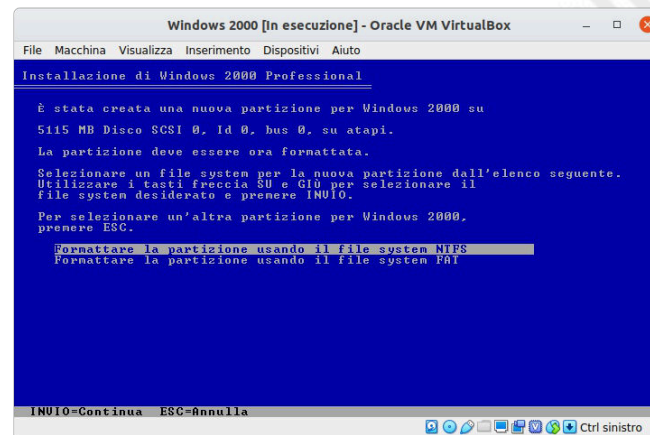 Windows 2000 [In esecuzione] - Oracle VM VirtualBox
File Macchina Visualizza Inserimento Dispositivi Aiuto
Installazione di Windows 2000 Professional
È stata creata una nuova partizione per Windows 2000 su
5115 MB Disco SCSI 0, Id 0, bus 0, su atapi.
La partizione deve essere ora formattata.
Selezionare un file system per la nuova partizione dall'elenco seguente.
Utilizzare i tasti freccia SU e GIÙ per selezionare il
file system desiderato e premere INVIO.
Per selezionare un'altra partizione per Windows 2000,
premere ESC.
Formattare la partizione usando il file system NTFS
Formattare la partizione usando il file system FAT
INVIO=Continua ESC=Annulla
Ctrl sinistro